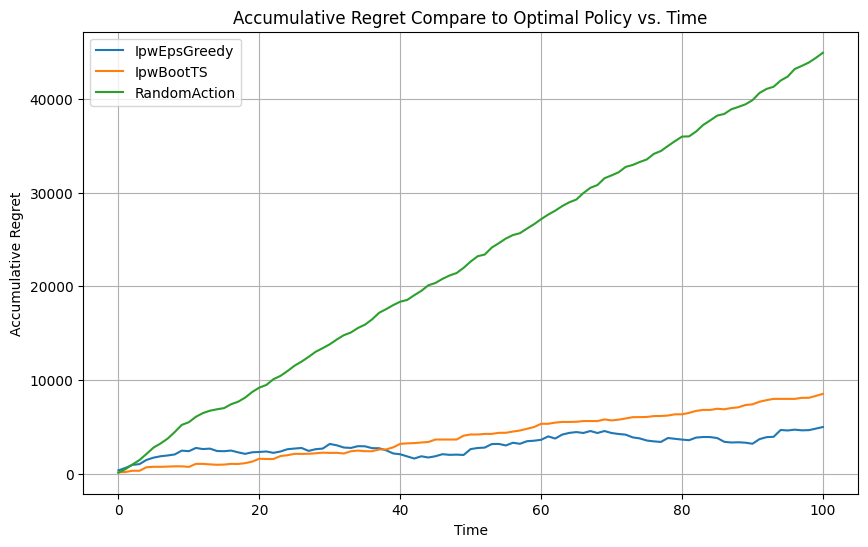 Accumulative Regret Compare to Optimal Policy vs. Time
IpwEpsGreedy
IpwBootTS
RandomAction
Accumulative Regret
40000
30000
20000
10000
0
0 20 40 60 80 100
Time